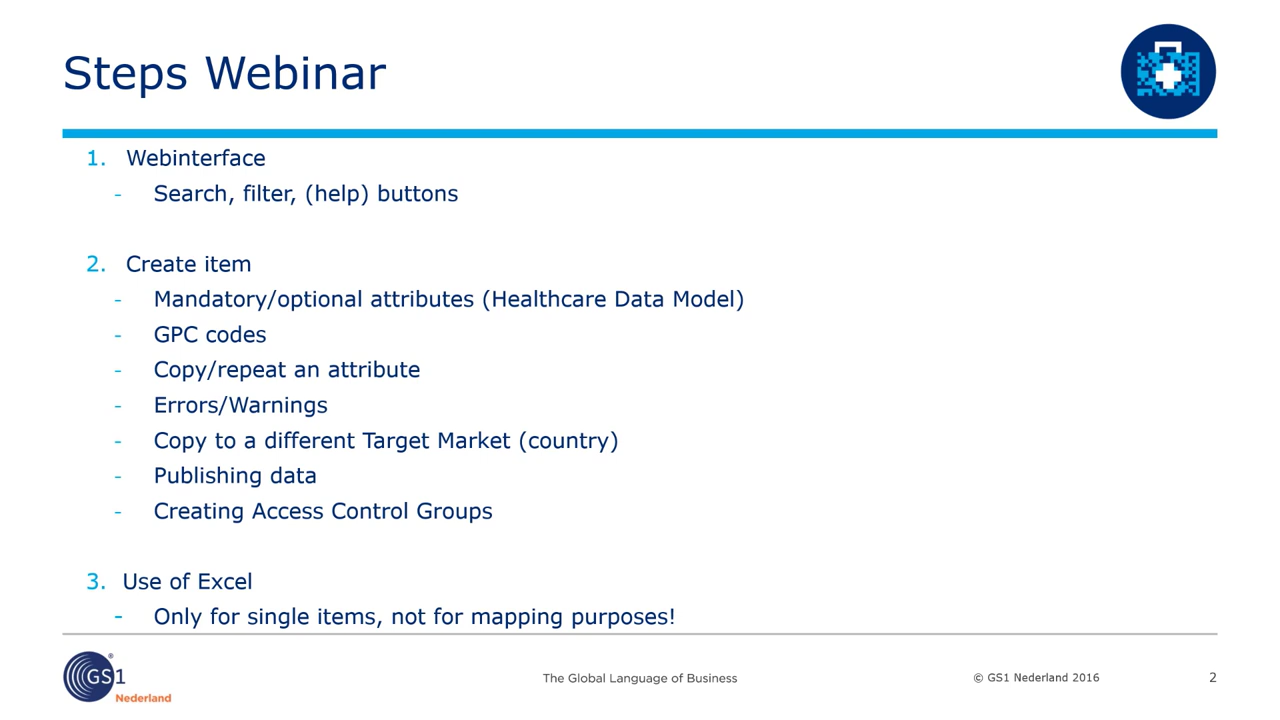 Steps Webinar
1. Webinterface
- Search, filter, (help) buttons
2. Create item
- Mandatory/optional attributes (Healthcare Data Model)
- GPC codes
- Copy/repeat an attribute
- Errors/Warnings
- Copy to a different Target Market (country)
- Publishing data
- Creating Access Control Groups
3. Use of Excel
- Only for single items, not for mapping purposes!
GS1 ®
Nederland
The Global Language of Business
© GS1 Nederland 2016
2